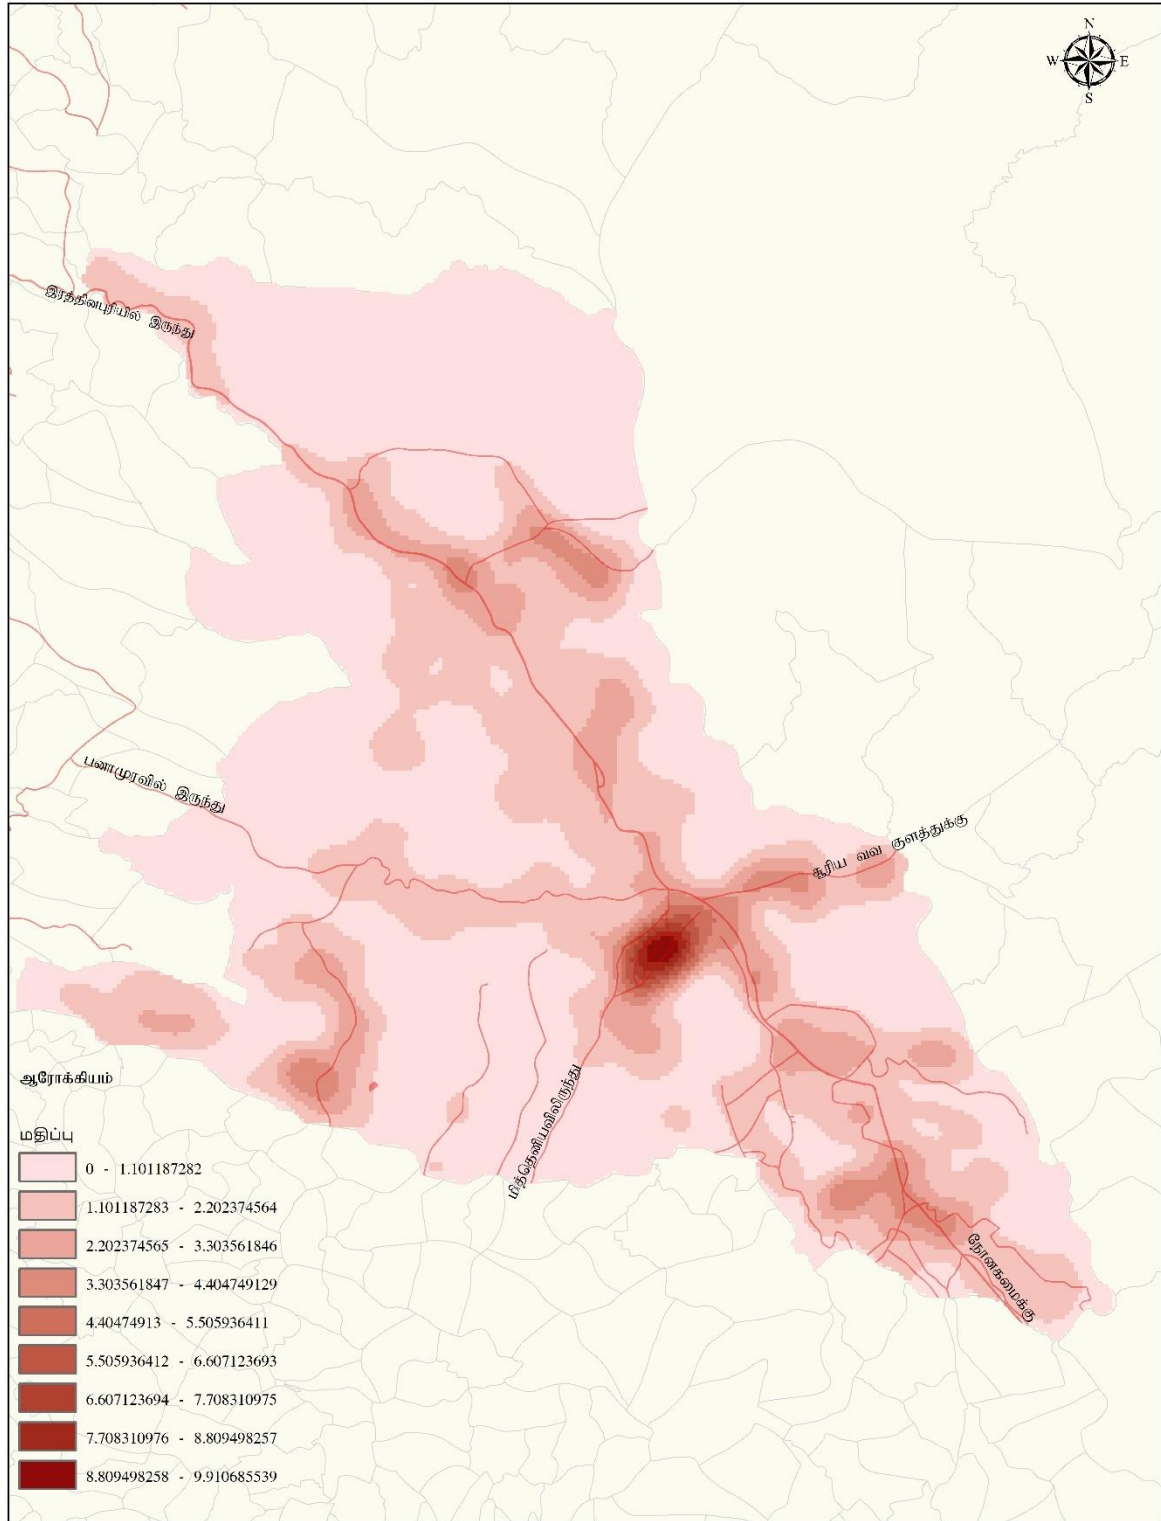 N
W E
S
இரத்தினபுரியில் இருந்து
பனாமுரவில் இருந்து
சூரிய வவ குளத்துக்கு
மித்தெனியவிலிருந்து
நோனகமைக்கு
ஆரோக்கியம்
மதிப்பு
0 - 1.101187282
1.101187283 - 2.202374564
2.202374565 - 3.303561846
3.303561847 - 4.404749129
4.40474913 - 5.505936411
5.505936412 - 6.607123693
6.607123694 - 7.708310975
7.708310976 - 8.809498257
8.809498258 - 9.910685539